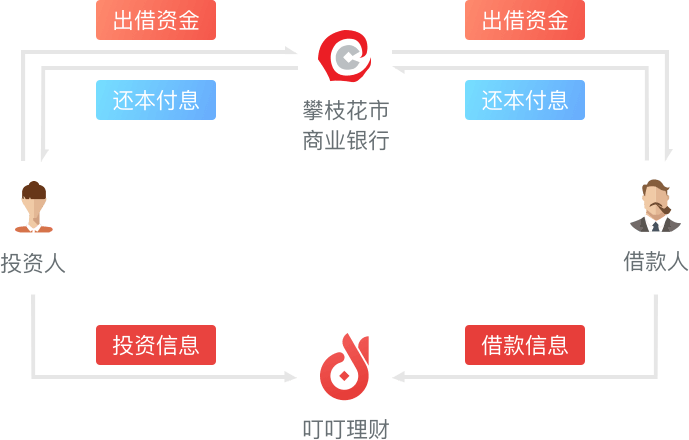 出借资金
出借资金
还本付息
还本付息
攀枝花市
商业银行
投资人
借款人
投资信息
借款信息
叮叮理财